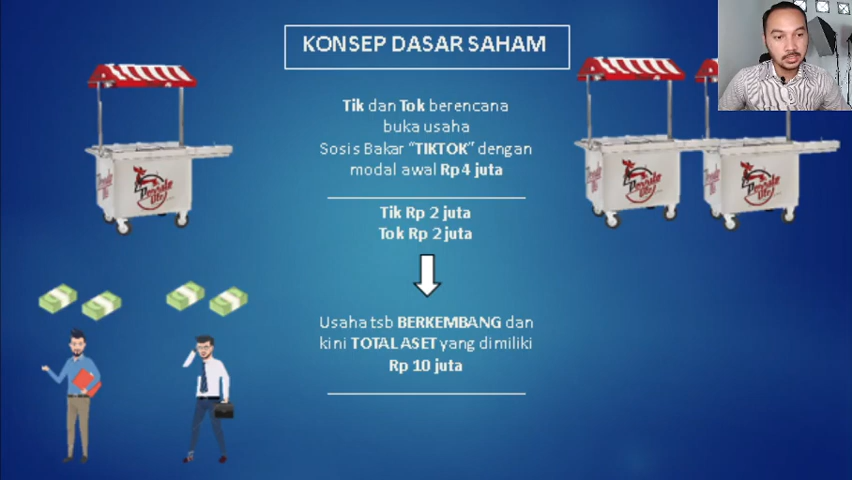 KONSEP DASAR SAHAM
Tik dan Tok berencana
buka usaha
Sosis Bakar “TIKTOK” dengan
modal awal Rp 4 juta
Tik Rp 2 juta
Tok Rp 2 juta
Usaha tsb BERKEMBANG dan
kini TOTAL ASET yang dimiliki
Rp 10 juta